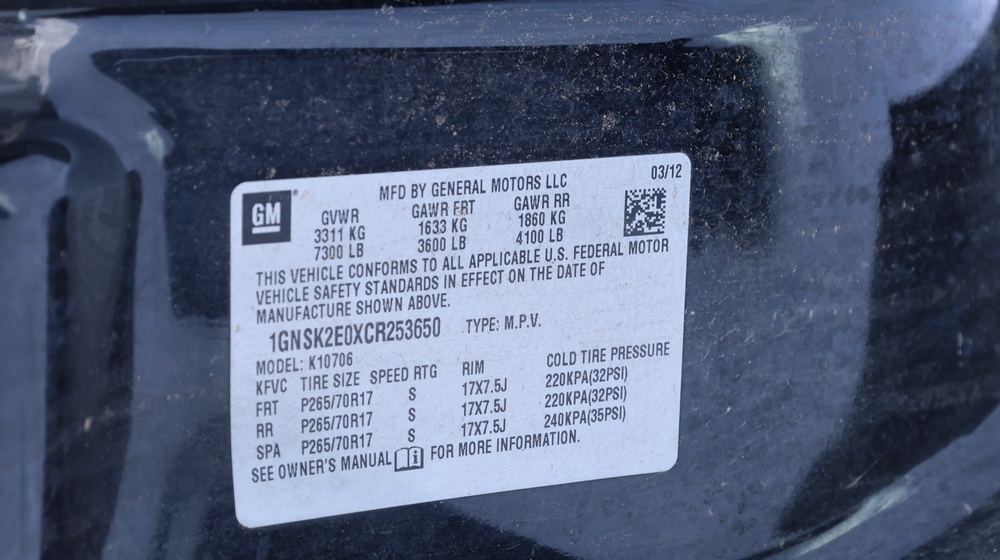 GM
MFD BY GENERAL MOTORS LLC 03/12
GVWR GAWR FRT GAWR RR
3311 KG 1633 KG 1860 KG
7300 LB 3600 LB 4100 LB
THIS VEHICLE CONFORMS TO ALL APPLICABLE U.S. FEDERAL MOTOR
VEHICLE SAFETY STANDARDS IN EFFECT ON THE DATE OF
MANUFACTURE SHOWN ABOVE.
1GNSK2E0XCR253650 TYPE: M.P.V.
MODEL: K10706
KFVC TIRE SIZE SPEED RTG RIM COLD TIRE PRESSURE
FRT P265/70R17 S 17X7.5J 220KPA(32PSI)
RR P265/70R17 S 17X7.5J 220KPA(32PSI)
SPA P265/70R17 S 17X7.5J 240KPA(35PSI)
SEE OWNER'S MANUAL FOR MORE INFORMATION.